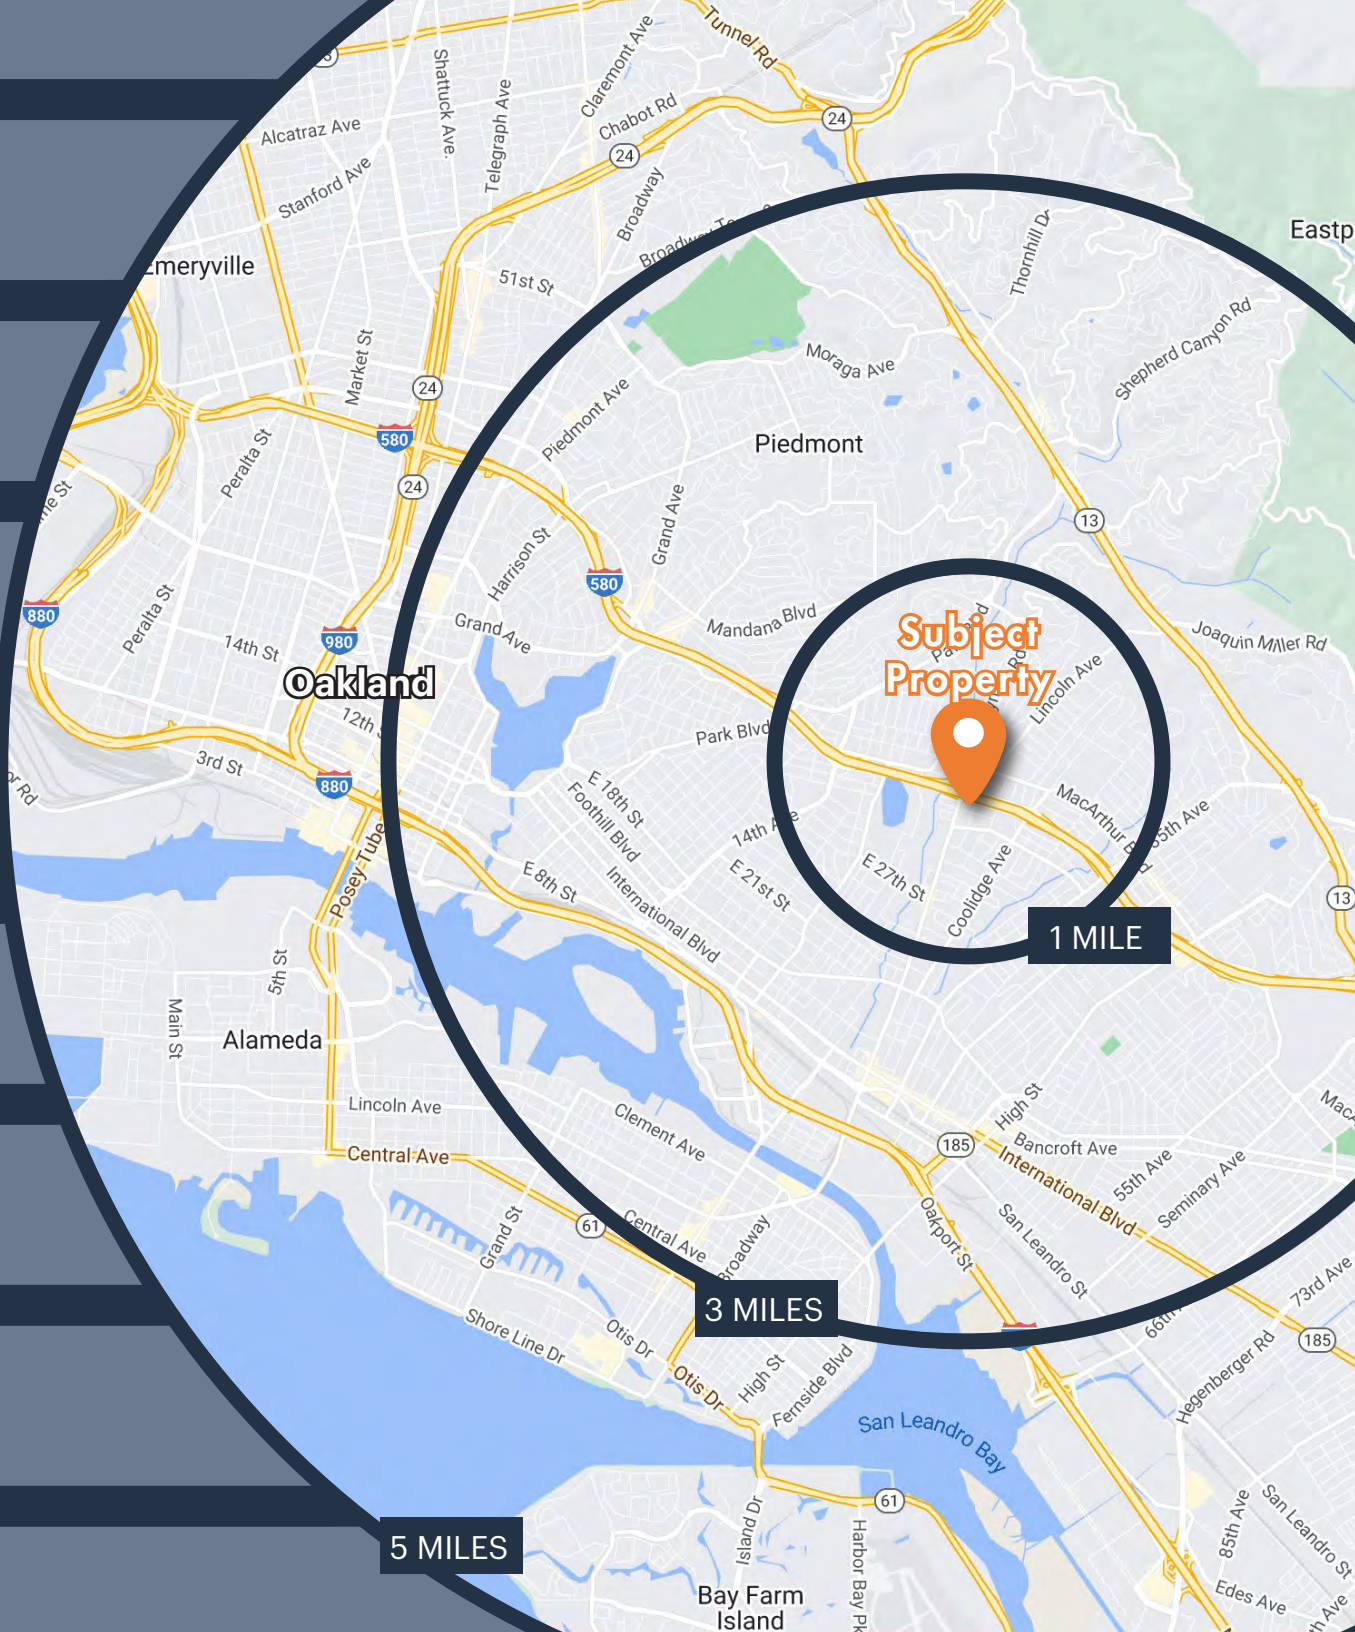 Tunnel Rd
Claremont Ave
Shattuck Ave.
Telegraph Ave
Chabot Rd
24
Alcatraz Ave
24
Stanford Ave
Broadway
Thornhill Dr
Emeryville
51st St
Shepherd Canyon Rd
Market St
Moraga Ave
24
Piedmont Ave
580
Piedmont
Peralta St
24
Grand Ave
13
Harrison St
580
880
Peralta St
14th St
980
Grand Ave
Mandana Blvd
Subject
Property
Joaquin Miller Rd
Lincoln Ave
Oakland
12th
Park Blvd
3rd St
880
E 18th St
Foothill Blvd
14th Ave
MacArthur Blvd
35th Ave
Posey Tube
E 8th St
E 21st St
E 27th St
Coolidge Ave
International Blvd
13
1 MILE
5th St
Main St
Alameda
Lincoln Ave
Clement Ave
High St
Central Ave
185
Bancroft Ave
International Blvd
55th Ave
Seminary Ave
61
Central Ave
Grand St
Broadway
Oakport St
San Leandro St
73rd Ave
3 MILES
66th
185
Shore Line Dr
Otis Dr
Otis Dr
High St
Fernside Blvd
Hegenberger Rd
San Leandro Bay
61
Island Dr
Harbor Bay Pk
85th Ave
San Leandro St
5 MILES
Edes Ave
Bay Farm
Island